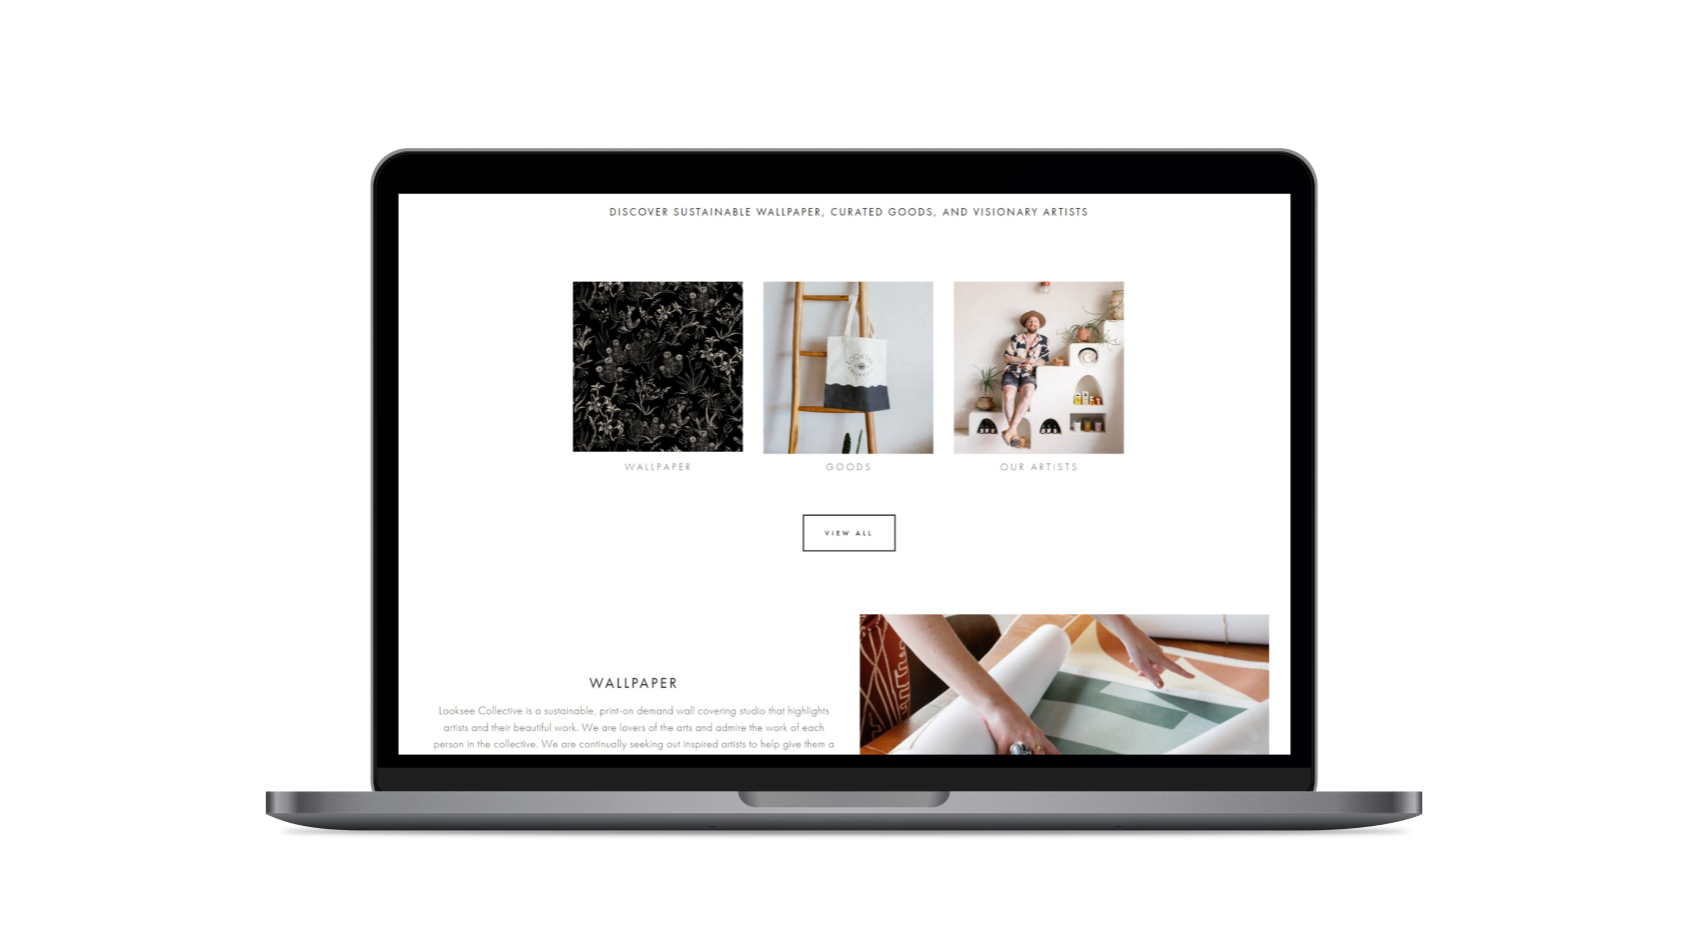 DISCOVER SUSTAINABLE WALLPAPER, CURATED GOODS, AND VISIONARY ARTISTS
WALLPAPER
GOODS
OUR ARTISTS
VIEW ALL
WALLPAPER
Looksee Collective is a sustainable, print-on demand wall covering studio that highlights
artists and their beautiful work. We are lovers of the arts and admire the work of each
person in the collective. We are continually seeking out inspired artists to help give them a